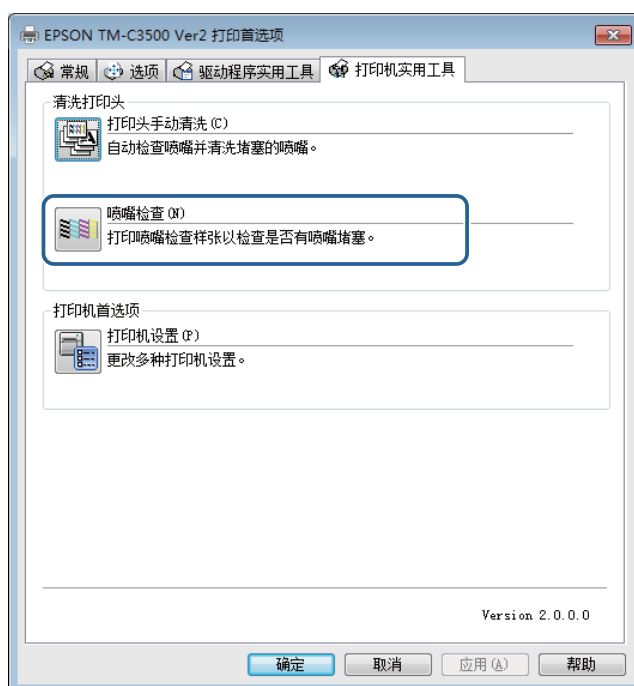 EPSON TM-C3500 Ver2 打印首选项
常规 选项 驱动程序实用工具 打印机实用工具
清洗打印头
打印头手动清洗(C)
自动检查喷嘴并清洗堵塞的喷嘴。
喷嘴检查(N)
打印喷嘴检查样张以检查是否有喷嘴堵塞。
打印机首选项
打印机设置(P)
更改多种打印机设置。
Version 2.0.0.0
确定 取消 应用(A) 帮助